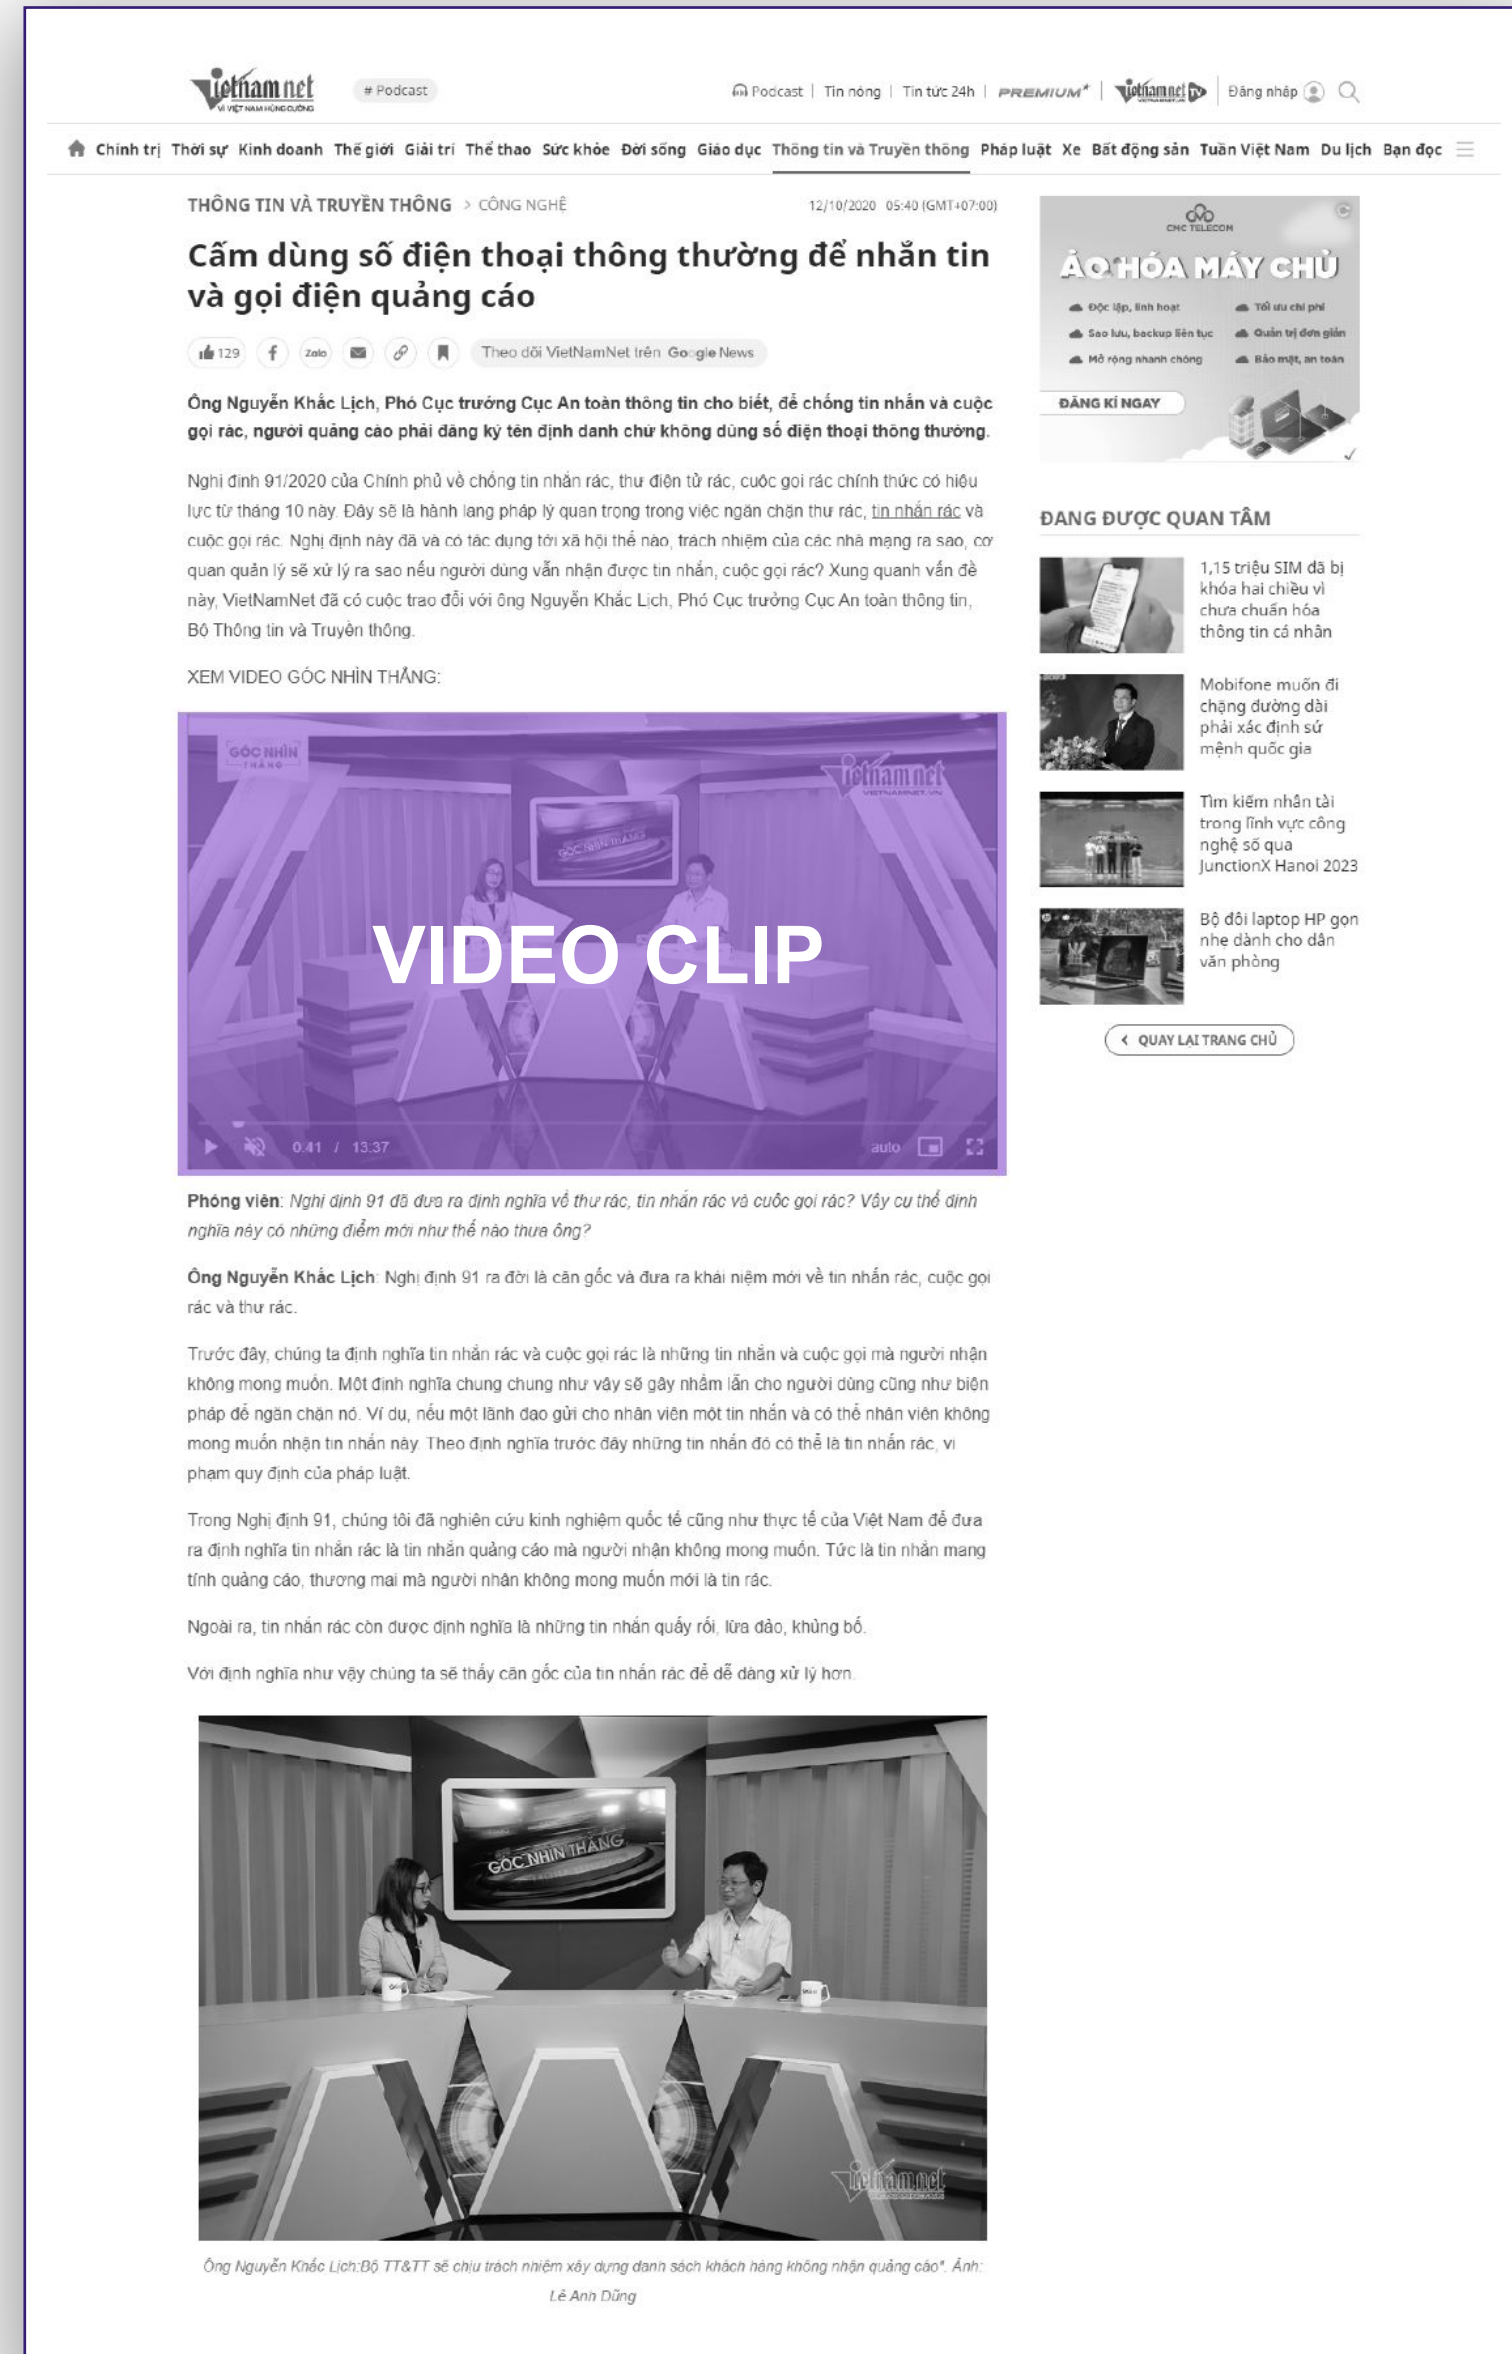 Vietnamnet
VÌ VIỆT NAM HÙNG CƯỜNG
# Podcast
Podcast | Tin nóng | Tin tức 24h | PREMIUM | Vietnamnet TV | Đăng nhập
Chính trị Thời sự Kinh doanh Thế giới Giải trí Thể thao Sức khỏe Đời sống Giáo dục Thông tin và Truyền thông Pháp luật Xe Bất động sản Tuần Việt Nam Du lịch Bạn đọc
THÔNG TIN VÀ TRUYỀN THÔNG > CÔNG NGHỆ
12/10/2020 05:40 (GMT+07:00)
Cấm dùng số điện thoại thông thường để nhắn tin
và gọi điện quảng cáo
129 Zalo Theo dõi VietNamNet trên Google News
Ông Nguyễn Khắc Lịch, Phó Cục trưởng Cục An toàn thông tin cho biết, để chống tin nhắn và cuộc
gọi rác, người quảng cáo phải đăng ký tên định danh chứ không dùng số điện thoại thông thường.
Nghị định 91/2020 của Chính phủ về chống tin nhắn rác, thư điện tử rác, cuộc gọi rác chính thức có hiệu
lực từ tháng 10 này. Đây sẽ là hành lang pháp lý quan trọng trong việc ngăn chặn thư rác, tin nhắn rác và
cuộc gọi rác. Nghị định này đã và có tác dụng tới xã hội thế nào, trách nhiệm của các nhà mạng ra sao, cơ
quan quản lý sẽ xử lý ra sao nếu người dùng vẫn nhận được tin nhắn, cuộc gọi rác? Xung quanh vấn đề
này, VietNamNet đã có cuộc trao đổi với ông Nguyễn Khắc Lịch, Phó Cục trưởng Cục An toàn thông tin,
Bộ Thông tin và Truyền thông.
XEM VIDEO GÓC NHÌN THẲNG:
GÓC NHÌN
THẲNG
Vietnamnet
VIETNAMNET.VN
GÓC NHÌN THẲNG
VIDEO CLIP
0:41 / 13:37
auto
Phóng viên: Nghị định 91 đã đưa ra định nghĩa về thư rác, tin nhắn rác và cuộc gọi rác? Vậy cụ thể định
nghĩa này có những điểm mới như thế nào thưa ông?
Ông Nguyễn Khắc Lịch: Nghị định 91 ra đời là căn gốc và đưa ra khái niệm mới về tin nhắn rác, cuộc gọi
rác và thư rác.
Trước đây, chúng ta định nghĩa tin nhắn rác và cuộc gọi rác là những tin nhắn và cuộc gọi mà người nhận
không mong muốn. Một định nghĩa chung chung như vậy sẽ gây nhầm lẫn cho người dùng cũng như biện
pháp để ngăn chặn nó. Ví dụ, nếu một lãnh đạo gửi cho nhân viên một tin nhắn và có thể nhân viên không
mong muốn nhận tin nhắn này. Theo định nghĩa trước đây những tin nhắn đó có thể là tin nhắn rác, vi
phạm quy định của pháp luật.
Trong Nghị định 91, chúng tôi đã nghiên cứu kinh nghiệm quốc tế cũng như thực tế của Việt Nam để đưa
ra định nghĩa tin nhắn rác là tin nhắn quảng cáo mà người nhận không mong muốn. Tức là tin nhắn mang
tính quảng cáo, thương mại mà người nhận không mong muốn mới là tin rác.
Ngoài ra, tin nhắn rác còn được định nghĩa là những tin nhắn quấy rối, lừa đảo, khủng bố.
Với định nghĩa như vậy chúng ta sẽ thấy căn gốc của tin nhắn rác để dễ dàng xử lý hơn.
GÓC NHÌN THẲNG
Vietnamnet
Ông Nguyễn Khắc Lịch:Bộ TT&TT sẽ chịu trách nhiệm xây dựng danh sách khách hàng không nhận quảng cáo". Ảnh:
Lê Anh Dũng
CMC TELECOM
ẢO HÓA MÁY CHỦ
Độc lập, linh hoạt
Tối ưu chi phí
Sao lưu, backup liên tục
Quản trị đơn giản
Mở rộng nhanh chóng
Bảo mật, an toàn
ĐĂNG KÍ NGAY
ĐANG ĐƯỢC QUAN TÂM
1,15 triệu SIM đã bị
khóa hai chiều vì
chưa chuẩn hóa
thông tin cá nhân
Mobifone muốn đi
chặng đường dài
phải xác định sứ
mệnh quốc gia
Tìm kiếm nhân tài
trong lĩnh vực công
nghệ số qua
JunctionX Hanoi 2023
Bộ đôi laptop HP gọn
nhẹ dành cho dân
văn phòng
QUAY LẠI TRANG CHỦ